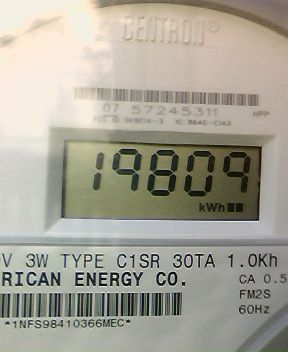 CENTRON®
07 57245311
19809
kWh
V 3W TYPE C1SR 30TA 1.0Kh
RICAN ENERGY CO.
CA 0.5
FM2S
60Hz
*1NFS98410366MEC*